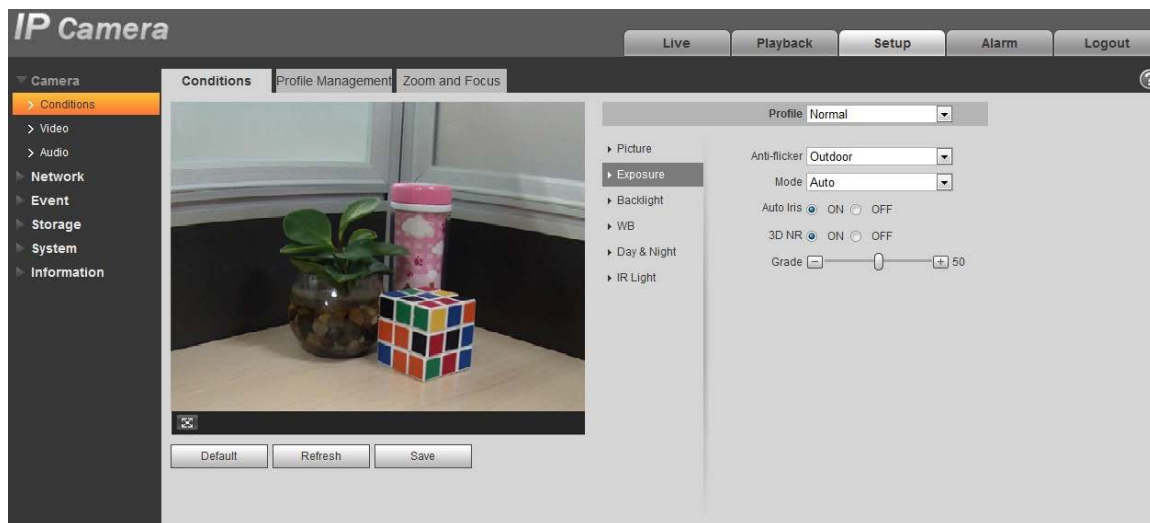 IP Camera
Live
Playback
Setup
Alarm
Logout
Camera
Conditions
Video
Audio
Network
Event
Storage
System
Information
Conditions
Profile Management
Zoom and Focus
?
Default
Refresh
Save
Profile Normal
Picture
Exposure
Backlight
WB
Day & Night
IR Light
Anti-flicker Outdoor
Mode Auto
Auto Iris ON OFF
3D NR ON OFF
Grade 50